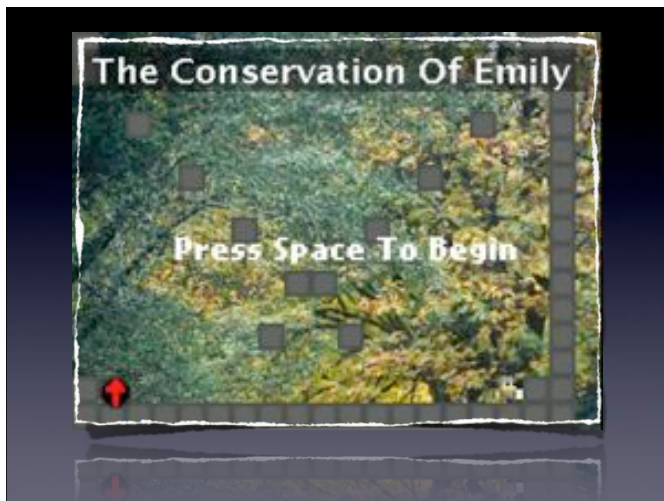 The Conservation Of Emily
Press Space To Begin